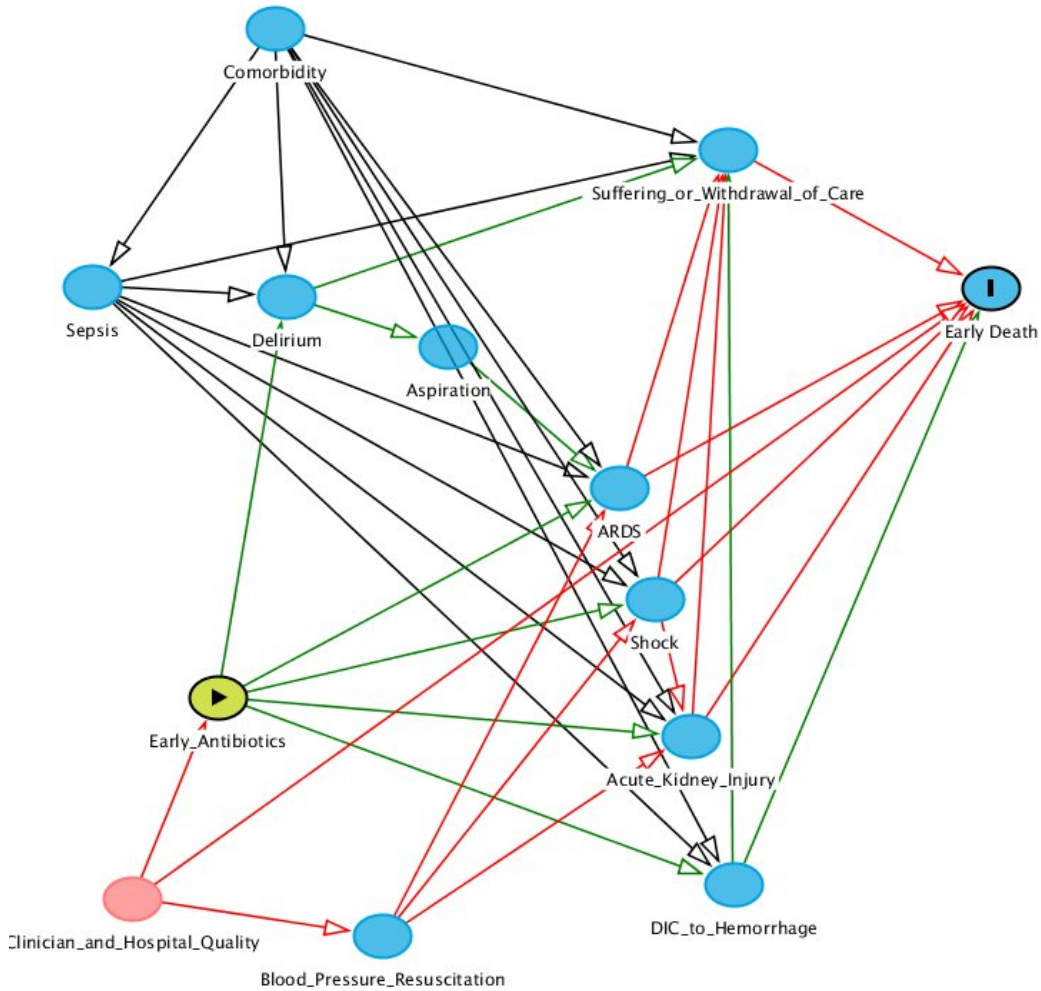 Comorbidity
Suffering_or_Withdrawal_of_Care
Sepsis
Delirium
Early Death
Aspiration
ARDS
Shock
Early_Antibiotics
Acute_Kidney_Injury
DIC_to_Hemorrhage
Clinician_and_Hospital_Quality
Blood_Pressure_Resuscitation